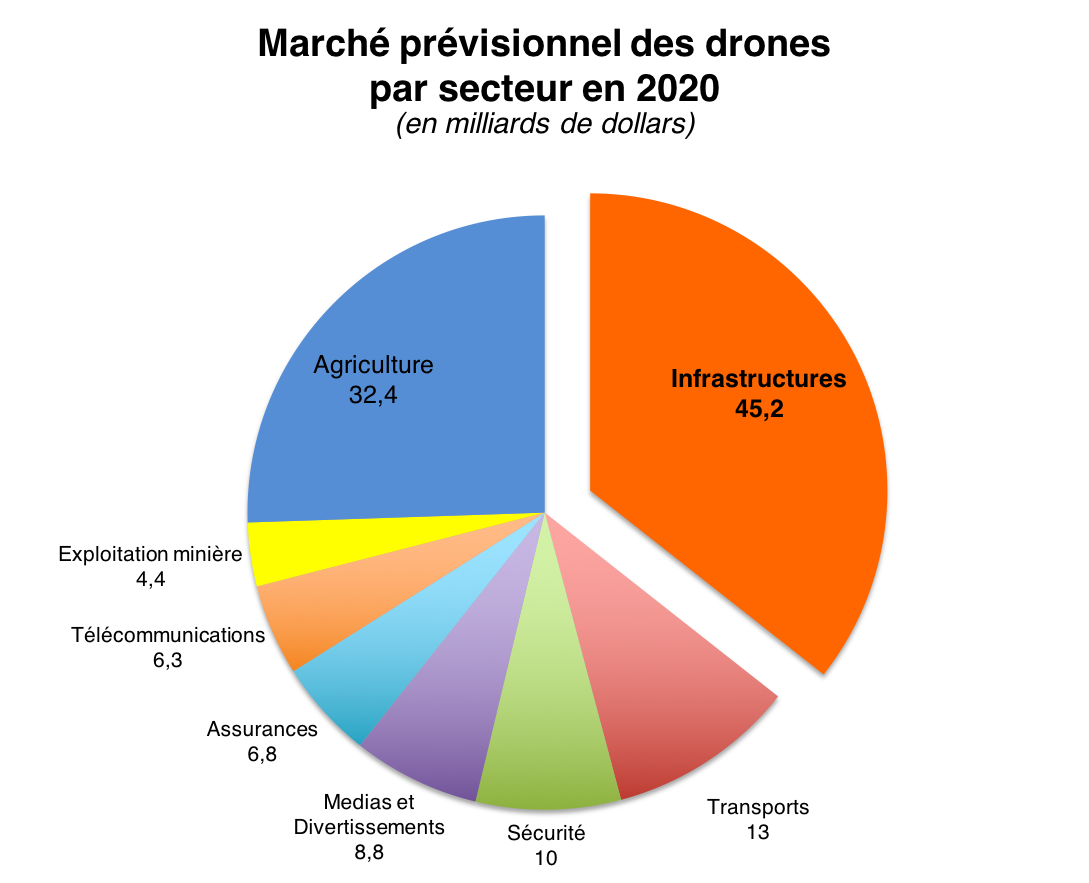 Marché prévisionnel des drones
par secteur en 2020
(en milliards de dollars)
Agriculture
32,4
Infrastructures
45,2
Exploitation minière
4,4
Télécommunications
6,3
Assurances
6,8
Medias et
Divertissements
8,8
Sécurité
10
Transports
13